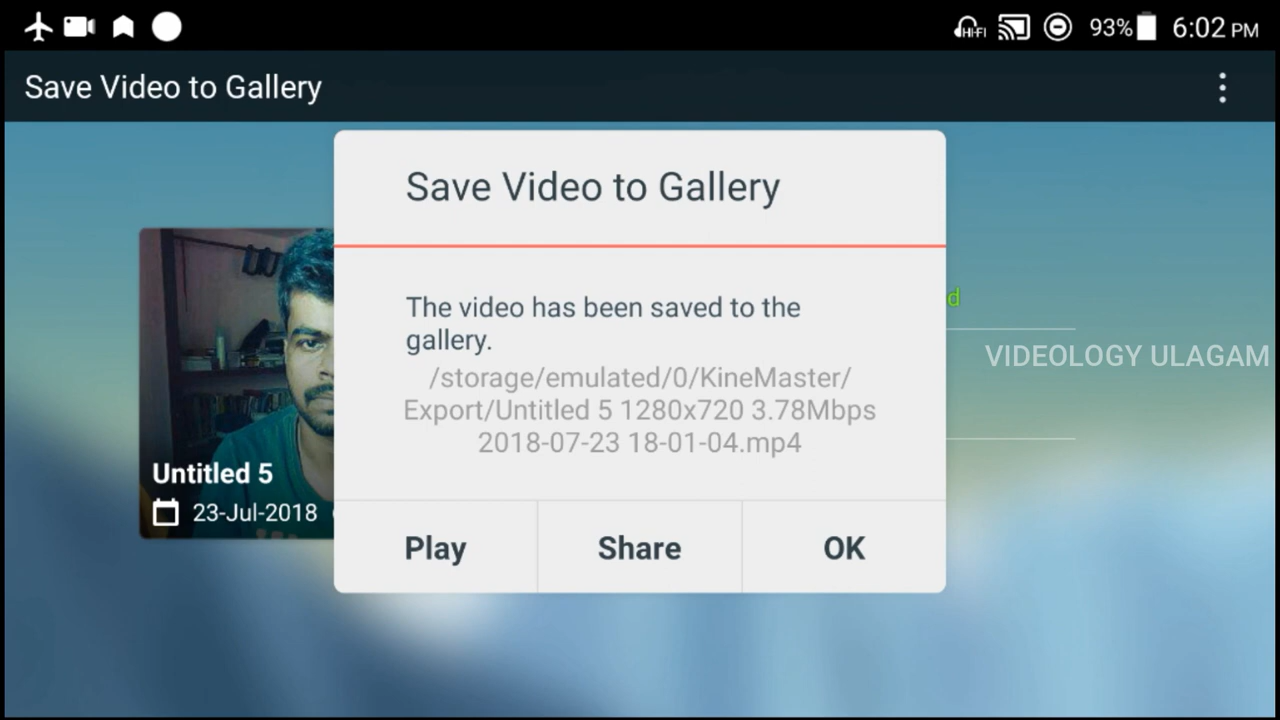 HI-FI
93%
6:02 PM
Save Video to Gallery
Save Video to Gallery
The video has been saved to the
gallery.
/storage/emulated/0/KineMaster/
Export/Untitled 5 1280x720 3.78Mbps
2018-07-23 18-01-04.mp4
Play
Share
OK
d
VIDEOLOGY ULAGAM
Untitled 5
23-Jul-2018